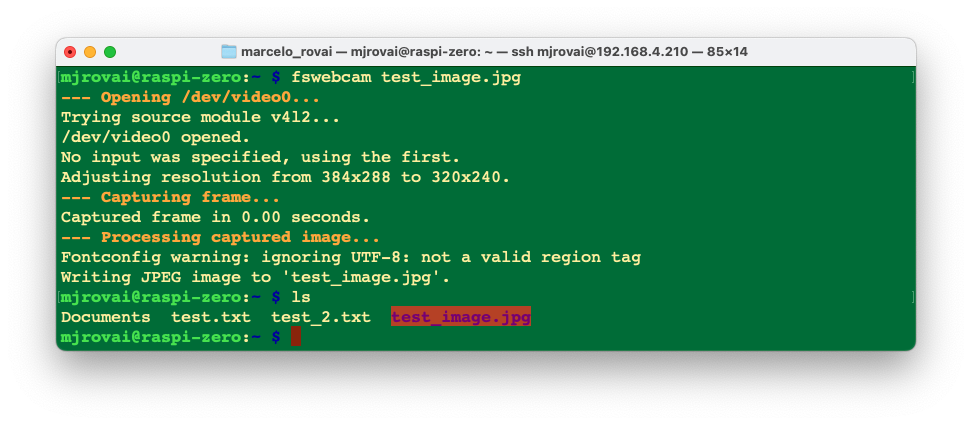 marcelo_rovai — mjrovai@raspi-zero: ~ — ssh mjrovai@192.168.4.210 — 85×14
mjrovai@raspi-zero:~ $ fswebcam test_image.jpg
--- Opening /dev/video0...
Trying source module v4l2...
/dev/video0 opened.
No input was specified, using the first.
Adjusting resolution from 384x288 to 320x240.
--- Capturing frame...
Captured frame in 0.00 seconds.
--- Processing captured image...
Fontconfig warning: ignoring UTF-8: not a valid region tag
Writing JPEG image to 'test_image.jpg'.
mjrovai@raspi-zero:~ $ ls
Documents  test.txt  test_2.txt  test_image.jpg
mjrovai@raspi-zero:~ $